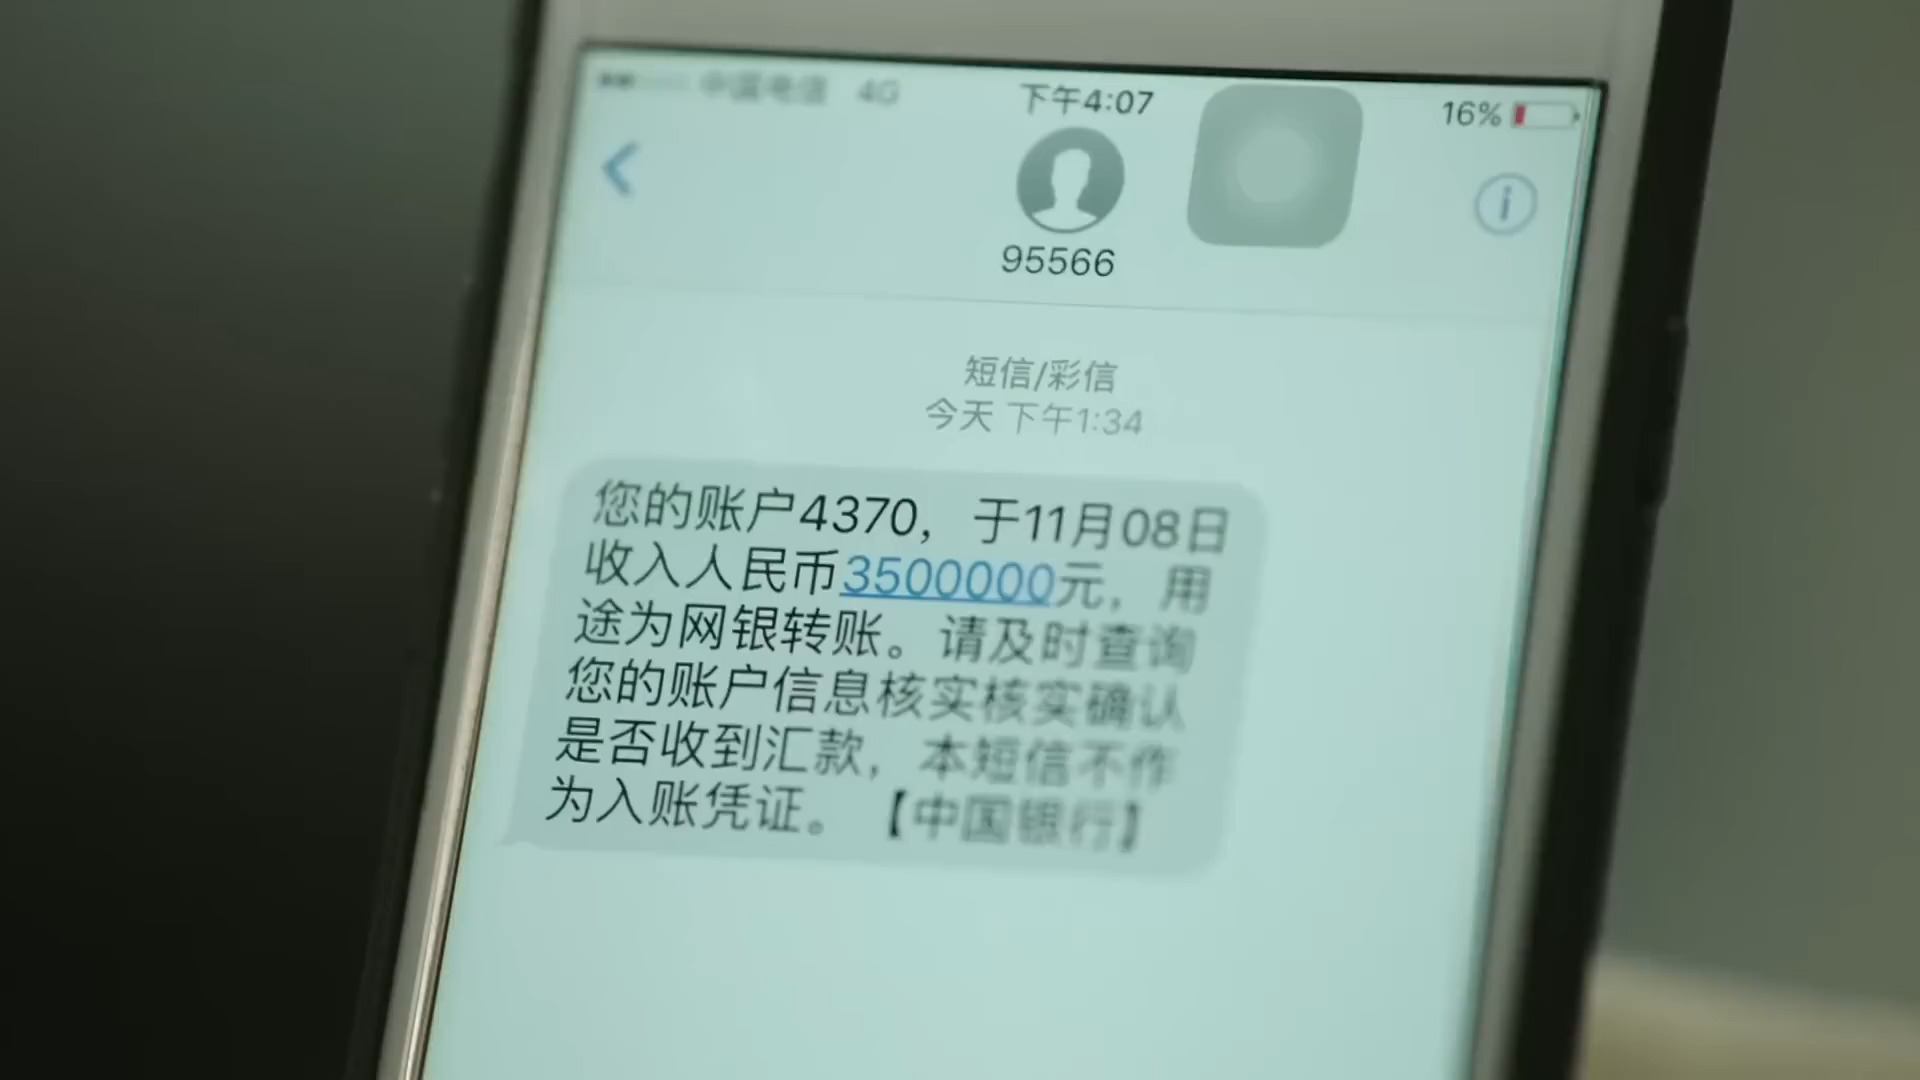 中国电信 4G 下午4:07 16%
95566
短信/彩信
今天 下午1:34
您的账户4370，于11月08日
收入人民币3500000元，用
途为网银转账。请及时查询
您的账户信息核实核实确认
是否收到汇款，本短信不作
为入账凭证。【中国银行】